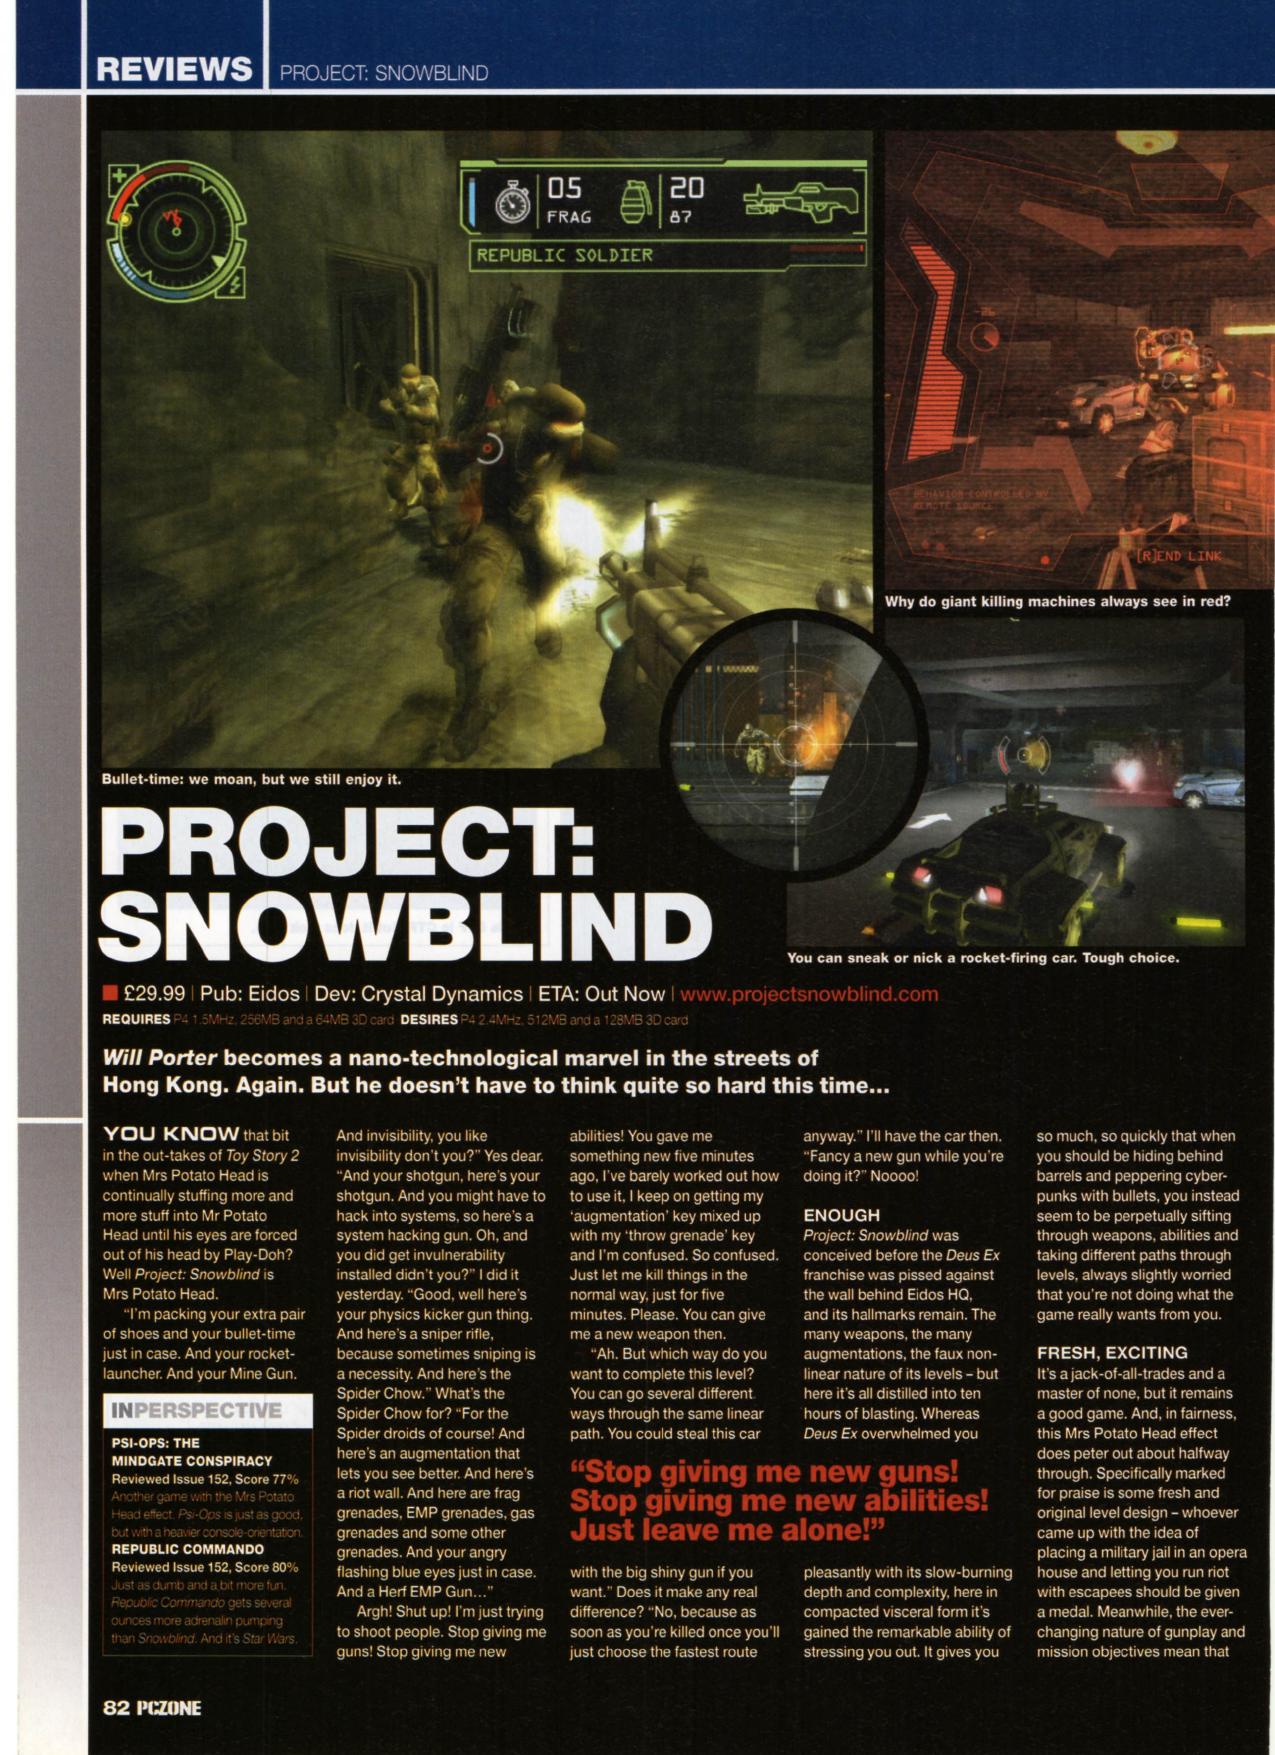 REVIEWS
PROJECT: SNOWBLIND
05
FRAG
20
87
REPUBLIC SOLDIER
BEHAVIOR CONTROLLED BY
REMOTE SOURCE
[R]END LINK
Why do giant killing machines always see in red?
Bullet-time: we moan, but we still enjoy it.
You can sneak or nick a rocket-firing car. Tough choice.
PROJECT:
SNOWBLIND
£29.99 | Pub: Eidos | Dev: Crystal Dynamics | ETA: Out Now | www.projectsnowblind.com
REQUIRES P4 1.5MHz, 256MB and a 64MB 3D card DESIRES P4 2.4MHz, 512MB and a 128MB 3D card
Will Porter becomes a nano-technological marvel in the streets of
Hong Kong. Again. But he doesn't have to think quite so hard this time...
YOU KNOW that bit
in the out-takes of Toy Story 2
when Mrs Potato Head is
continually stuffing more and
more stuff into Mr Potato
Head until his eyes are forced
out of his head by Play-Doh?
Well Project: Snowblind is
Mrs Potato Head.
"I'm packing your extra pair
of shoes and your bullet-time
just in case. And your rocket-
launcher. And your Mine Gun.
And invisibility, you like
invisibility don't you?" Yes dear.
"And your shotgun, here's your
shotgun. And you might have to
hack into systems, so here's a
system hacking gun. Oh, and
you did get invulnerability
installed didn't you?" I did it
yesterday. "Good, well here's
your physics kicker gun thing.
And here's a sniper rifle,
because sometimes sniping is
a necessity. And here's the
Spider Chow." What's the
Spider Chow for? "For the
Spider droids of course! And
here's an augmentation that
lets you see better. And here's
a riot wall. And here are frag
grenades, EMP grenades, gas
grenades and some other
grenades. And your angry
flashing blue eyes just in case.
And a Herf EMP Gun..."
Argh! Shut up! I'm just trying
to shoot people. Stop giving me
guns! Stop giving me new
abilities! You gave me
something new five minutes
ago, I've barely worked out how
to use it, I keep on getting my
'augmentation' key mixed up
with my 'throw grenade' key
and I'm confused. So confused.
Just let me kill things in the
normal way, just for five
minutes. Please. You can give
me a new weapon then.
"Ah. But which way do you
want to complete this level?
You can go several different
ways through the same linear
path. You could steal this car
with the big shiny gun if you
want." Does it make any real
difference? "No, because as
soon as you're killed once you'll
just choose the fastest route
anyway." I'll have the car then.
"Fancy a new gun while you're
doing it?" Noooo!
ENOUGH
Project: Snowblind was
conceived before the Deus Ex
franchise was pissed against
the wall behind Eidos HQ,
and its hallmarks remain. The
many weapons, the many
augmentations, the faux non-
linear nature of its levels – but
here it's all distilled into ten
hours of blasting. Whereas
Deus Ex overwhelmed you
pleasantly with its slow-burning
depth and complexity, here in
compacted visceral form it's
gained the remarkable ability of
stressing you out. It gives you
so much, so quickly that when
you should be hiding behind
barrels and peppering cyber-
punks with bullets, you instead
seem to be perpetually sifting
through weapons, abilities and
taking different paths through
levels, always slightly worried
that you're not doing what the
game really wants from you.
FRESH, EXCITING
It's a jack-of-all-trades and a
master of none, but it remains
a good game. And, in fairness,
this Mrs Potato Head effect
does peter out about halfway
through. Specifically marked
for praise is some fresh and
original level design – whoever
came up with the idea of
placing a military jail in an opera
house and letting you run riot
with escapees should be given
a medal. Meanwhile, the ever-
changing nature of gunplay and
mission objectives mean that
"Stop giving me new guns!
Stop giving me new abilities!
Just leave me alone!"
INPERSPECTIVE
PSI-OPS: THE
MINDGATE CONSPIRACY
Reviewed Issue 152, Score 77%
Another game with the Mrs Potato
Head effect. Psi-Ops is just as good,
but with a heavier console-orientation.
REPUBLIC COMMANDO
Reviewed Issue 152, Score 80%
Just as dumb and a bit more fun.
Republic Commando gets several
ounces more adrenalin pumping
than Snowblind. And it's Star Wars.
82 PCZONE